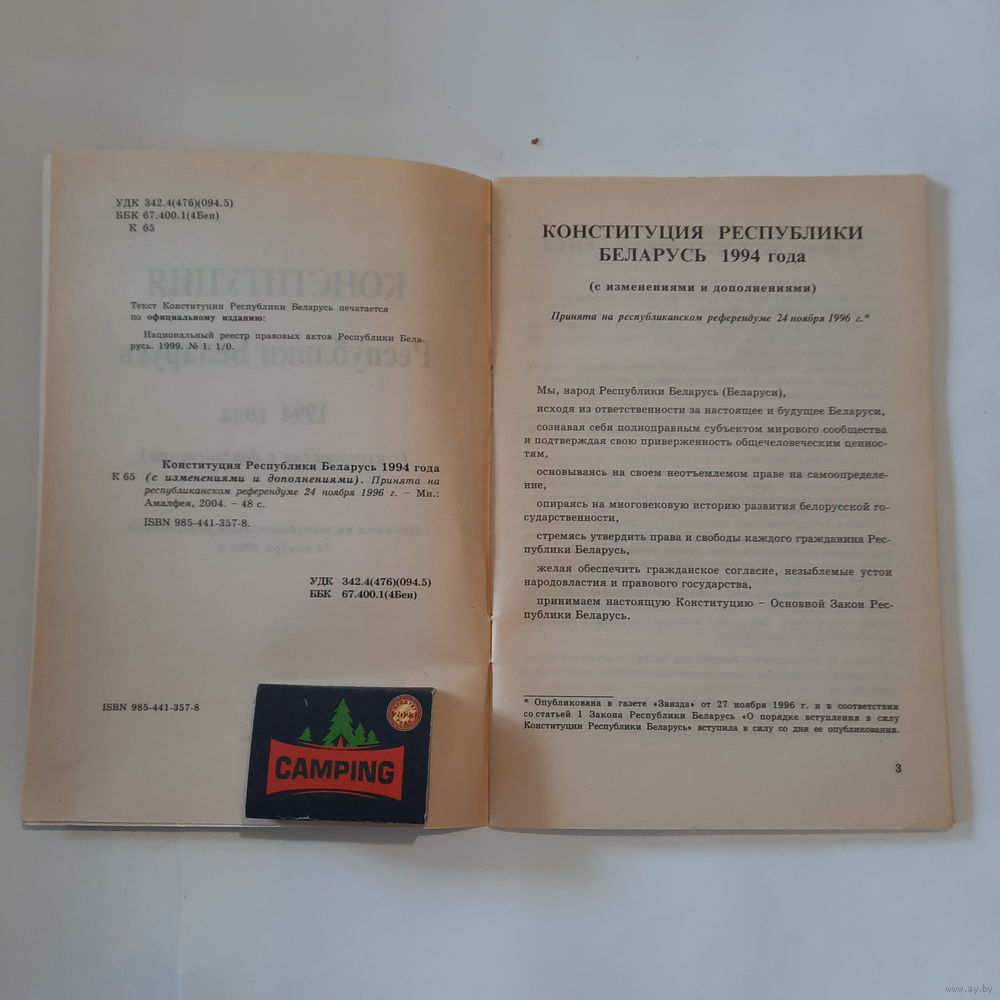 УДК 342.4(476)(094.5)
ББК 67.400.1(4Беи)
К 65
Текст Конституции Республики Беларусь печатается
по официальному изданию:
Национальный реестр правовых актов Республики Бела-
русь. 1999. № 1. 1/0.
Конституция Республики Беларусь 1994 года
К 65 (с изменениями и дополнениями). Принята на
республиканском референдуме 24 ноября 1996 г. – Мн.:
Амалфея, 2004. – 48 с.
ISBN 985-441-357-8.
УДК 342.4(476)(094.5)
ББК 67.400.1(4Беи)
ISBN 985-441-357-8
CAMPING
КОНСТИТУЦИЯ РЕСПУБЛИКИ
БЕЛАРУСЬ 1994 года
(с изменениями и дополнениями)
Принята на республиканском референдуме 24 ноября 1996 г.*
Мы, народ Республики Беларусь (Беларуси),
исходя из ответственности за настоящее и будущее Беларуси,
сознавая себя полноправным субъектом мирового сообщества
и подтверждая свою приверженность общечеловеческим ценнос-
тям,
основываясь на своем неотъемлемом праве на самоопределе-
ние,
опираясь на многовековую историю развития белорусской го-
сударственности,
стремясь утвердить права и свободы каждого гражданина Рес-
публики Беларусь,
желая обеспечить гражданское согласие, незыблемые устои
народовластия и правового государства,
принимаем настоящую Конституцию – Основной Закон Рес-
публики Беларусь.
* Опубликована в газете «Звязда» от 27 ноября 1996 г. и в соответствии
со статьей 1 Закона Республики Беларусь «О порядке вступления в силу
Конституции Республики Беларусь» вступила в силу со дня ее опубликования.
3
www.ay.by